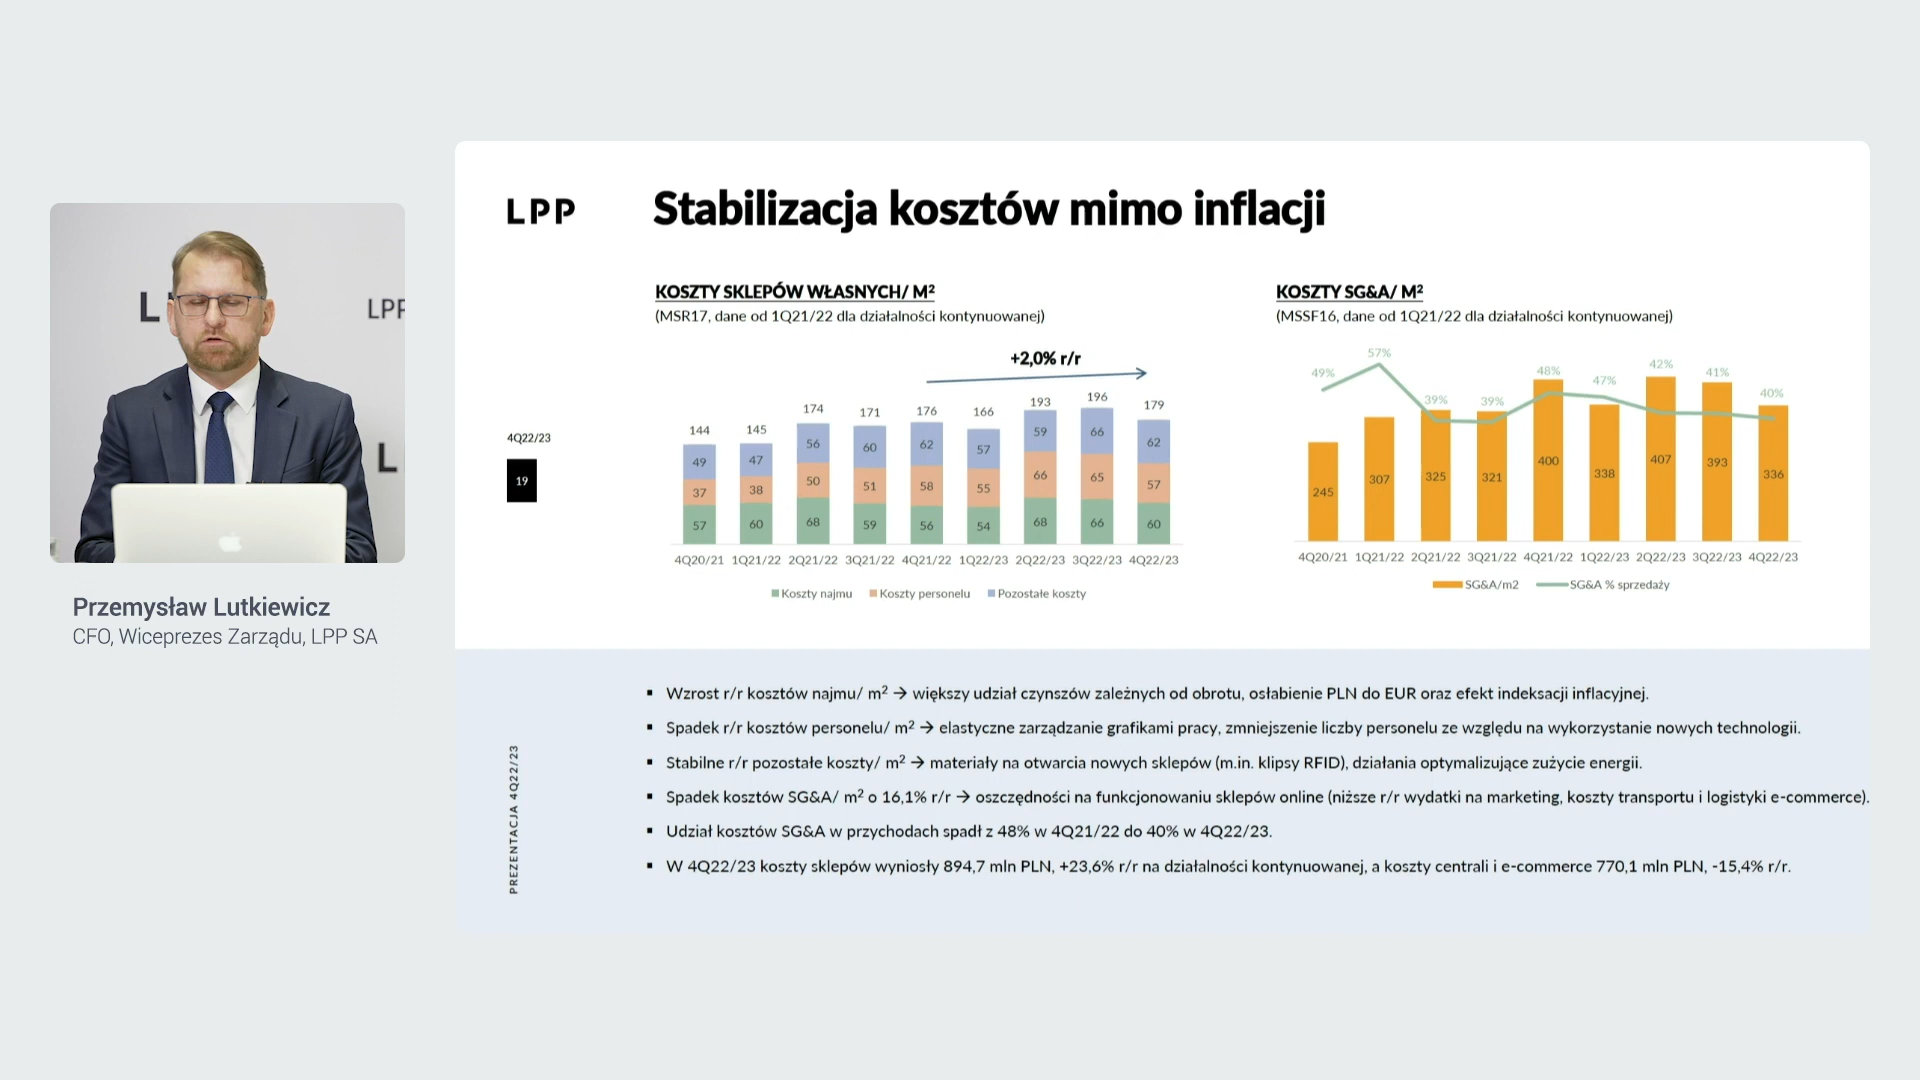 LPP
Stabilizacja kosztów mimo inflacji
KOSZTY SKLEPÓW WŁASNYCH/ M²
(MSR17, dane od 1Q21/22 dla działalności kontynuowanej)
+2,0% r/r
144 145 174 171 176 166 193 196 179
49 47 56 60 62 57 59 66 62
37 38 50 51 58 55 66 65 57
57 60 68 59 56 54 68 66 60
4Q20/21 1Q21/22 2Q21/22 3Q21/22 4Q21/22 1Q22/23 2Q22/23 3Q22/23 4Q22/23
Koszty najmu Koszty personelu Pozostałe koszty
KOSZTY SG&A/ M²
(MSSF16, dane od 1Q21/22 dla działalności kontynuowanej)
49% 57% 39% 39% 48% 47% 42% 41% 40%
245 307 325 321 400 338 407 393 336
4Q20/21 1Q21/22 2Q21/22 3Q21/22 4Q21/22 1Q22/23 2Q22/23 3Q22/23 4Q22/23
SG&A/m2 SG&A % sprzedaży
4Q22/23
19
L
LPP
L
Przemysław Lutkiewicz
CFO, Wiceprezes Zarządu, LPP SA
▪ Wzrost r/r kosztów najmu/ m² → większy udział czynszów zależnych od obrotu, osłabienie PLN do EUR oraz efekt indeksacji inflacyjnej.
▪ Spadek r/r kosztów personelu/ m² → elastyczne zarządzanie grafikami pracy, zmniejszenie liczby personelu ze względu na wykorzystanie nowych technologii.
▪ Stabilne r/r pozostałe koszty/ m² → materiały na otwarcia nowych sklepów (m.in. klipsy RFID), działania optymalizujące zużycie energii.
▪ Spadek kosztów SG&A/ m² o 16,1% r/r → oszczędności na funkcjonowaniu sklepów online (niższe r/r wydatki na marketing, koszty transportu i logistyki e-commerce).
▪ Udział kosztów SG&A w przychodach spadł z 48% w 4Q21/22 do 40% w 4Q22/23.
▪ W 4Q22/23 koszty sklepów wyniosły 894,7 mln PLN, +23,6% r/r na działalności kontynuowanej, a koszty centrali i e-commerce 770,1 mln PLN, -15,4% r/r.
PREZENTACJA 4Q22/23